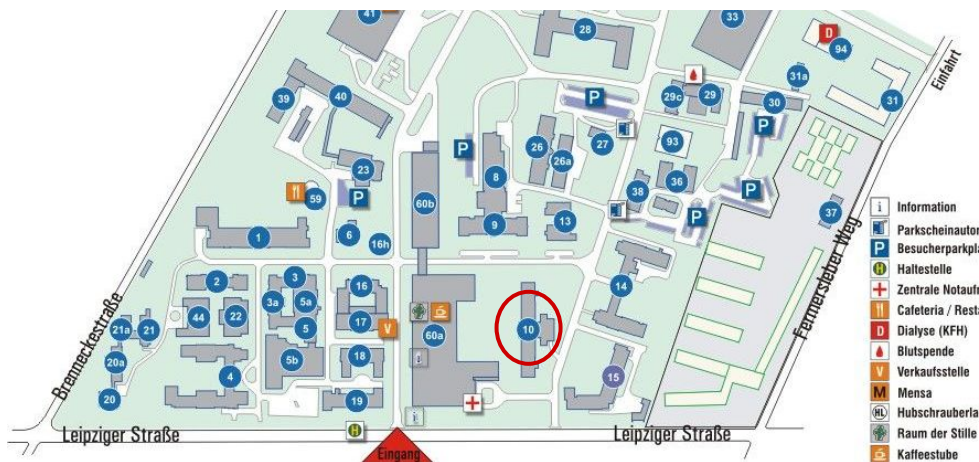 41
28
33
D
94
Einfahrt
31a
29c
29
30
31
39
40
P
P
27
93
P
26
26a
8
23
P
38
36
P
59
P
60b
P
37
13
9
1
6
16h
Information
Parkscheinautom
P Besucherparkpla
H Haltestelle
Zentrale Notaufn
Cafeteria / Resta
D Dialyse (KFH)
Blutspende
V Verkaufsstelle
M Mensa
HL Hubschrauberla
Raum der Stille
Kaffeestube
2
3
16
14
3a
5a
44
22
17
V
60a
10
21a
21
5
20a
5b
18
i
15
4
20
19
i
H
Brenneckestraße
Fermersleber Weg
Leipziger Straße
Leipziger Straße
Eingang